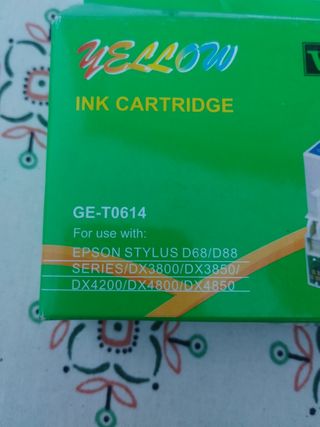 YELLOW
INK CARTRIDGE
GE-T0614
For use with:
EPSON STYLUS D68/D88
SERIES/DX3800/DX3850/
DX4200/DX4800/DX4850